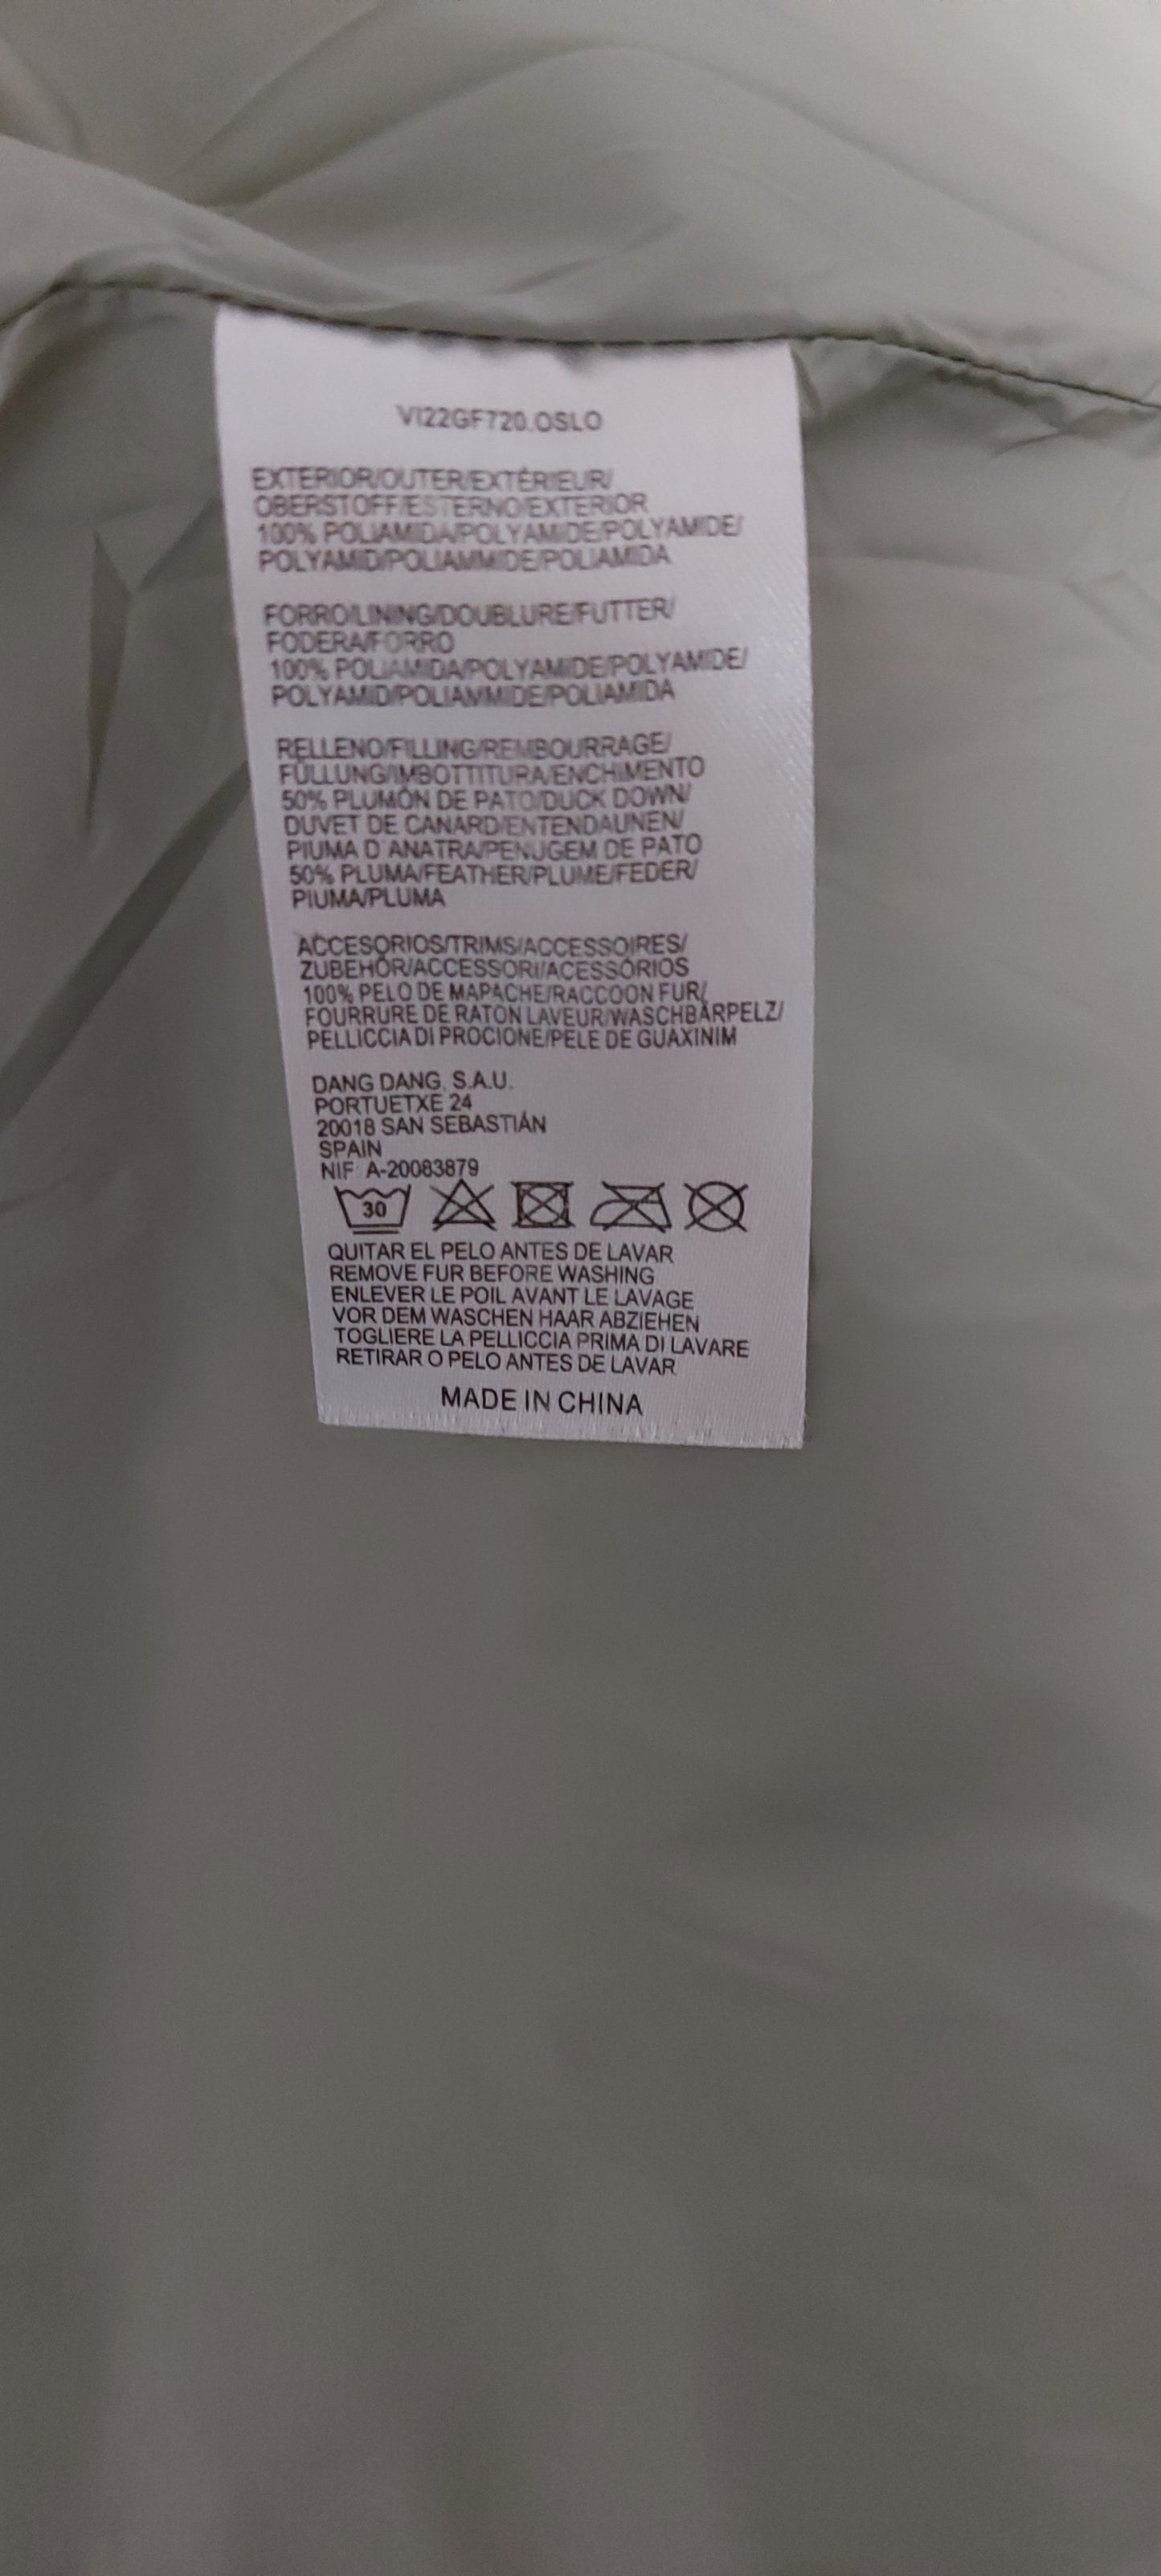 VI22GF720.OSLO
EXTERIOR/OUTER/EXTÉRIEUR/
OBERSTOFF/ESTERNO/EXTERIOR
100% POLIAMIDA/POLYAMIDE/POLYAMIDE/
POLYAMID/POLIAMMIDE/POLIAMIDA
FORRO/LINING/DOUBLURE/FUTTER/
FODERA/FORRO
100% POLIAMIDA/POLYAMIDE/POLYAMIDE/
POLYAMID/POLIAMMIDE/POLIAMIDA
RELLENO/FILLING/REMBOURRAGE/
FÜLLUNG/IMBOTTITURA/ENCHIMENTO
50% PLUMÓN DE PATO/DUCK DOWN/
DUVET DE CANARD/ENTENDAUNEN/
PIUMA D´ANATRA/PENUGEM DE PATO
50% PLUMA/FEATHER/PLUME/FEDER/
PIUMA/PLUMA
ACCESORIOS/TRIMS/ACCESSOIRES/
ZUBEHÖR/ACCESSORI/ACESSÓRIOS
100% PELO DE MAPACHE/RACCOON FUR/
FOURRURE DE RATON LAVEUR/WASCHBÄRPELZ/
PELLICCIA DI PROCIONE/PELE DE GUAXINIM
DANG DANG, S.A.U.
PORTUETXE 24
20018 SAN SEBASTIÁN
SPAIN
NIF: A-20083879
30
QUITAR EL PELO ANTES DE LAVAR
REMOVE FUR BEFORE WASHING
ENLEVER LE POIL AVANT LE LAVAGE
VOR DEM WASCHEN HAAR ABZIEHEN
TOGLIERE LA PELLICCIA PRIMA DI LAVARE
RETIRAR O PELO ANTES DE LAVAR
MADE IN CHINA